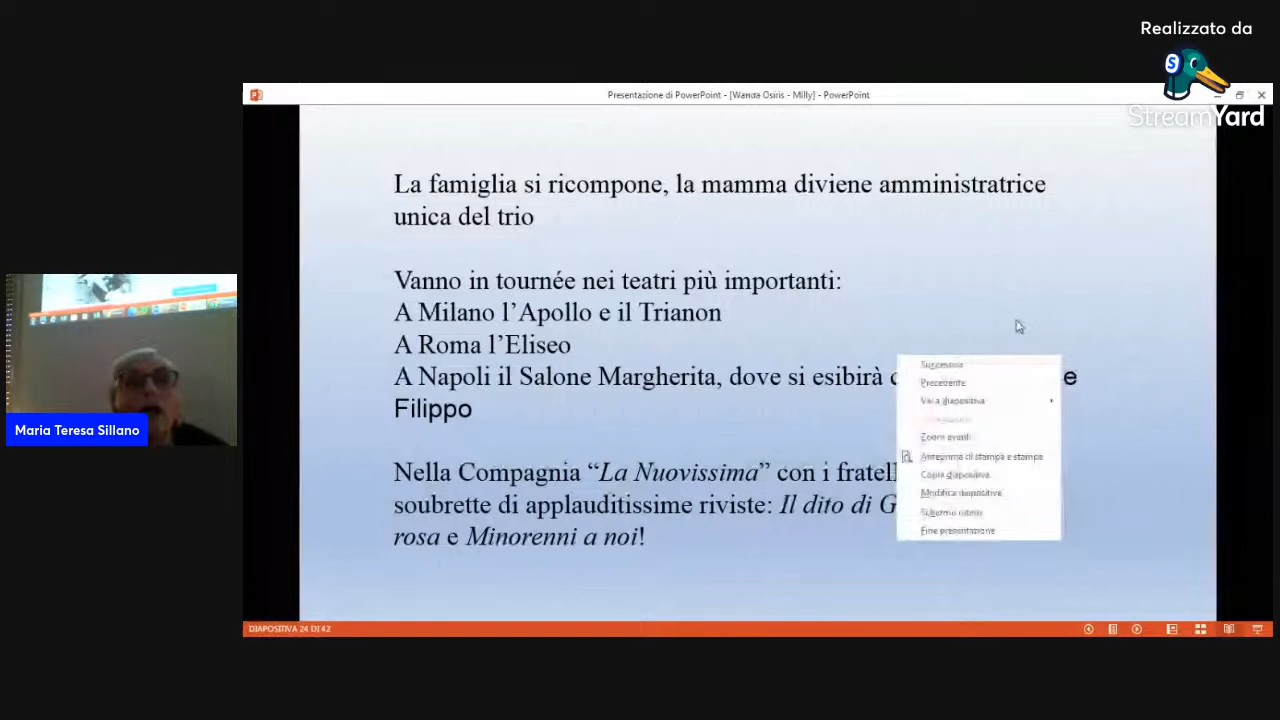 Realizzato da
StreamYard
Presentazione di PowerPoint - [Wanda Osiris - Milly] - PowerPoint
La famiglia si ricompone, la mamma diviene amministratrice
unica del trio
Vanno in tournée nei teatri più importanti:
A Milano l’Apollo e il Trianon
A Roma l’Eliseo
A Napoli il Salone Margherita, dove si esibirà e
Filippo
Nella Compagnia “La Nuovissima” con i
soubrette di applauditissime riviste: Il dito di
rosa e Minorenni a noi!
Successiva
Precedente
Vai a diapositiva
Zoom avanti
Anteprima di stampa e stampa
Copia diapositiva
Modifica diapositive
Schermo intero
Fine presentazione
Maria Teresa Sillano
DIAPOSITIVA 24 DI 42